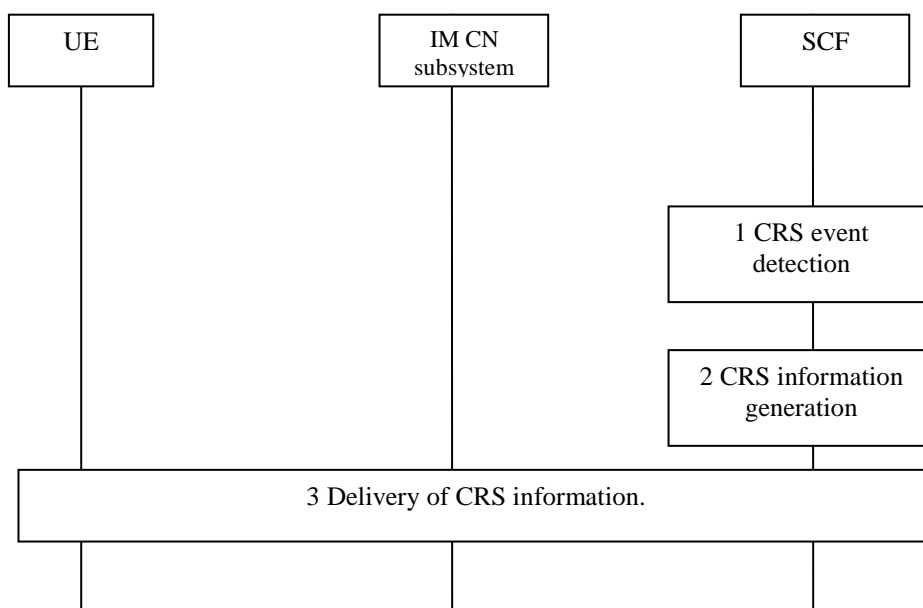 UE
IM CN
subsystem
SCF
1 CRS event
detection
2 CRS information
generation
3 Delivery of CRS information.